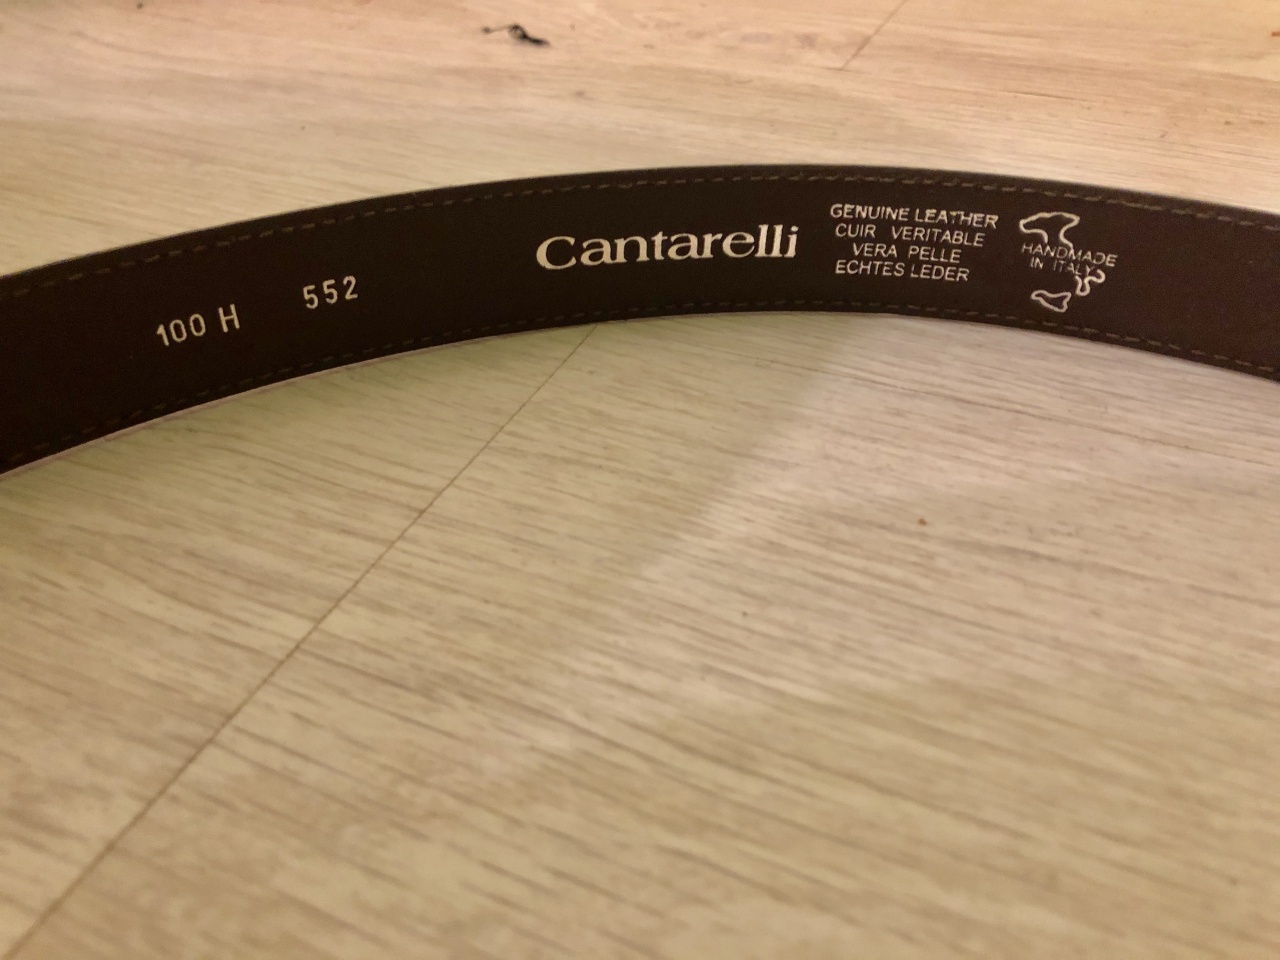 100 H 552
Cantarelli
GENUINE LEATHER
CUIR VERITABLE
VERA PELLE
ECHTES LEDER
HANDMADE
IN ITALY